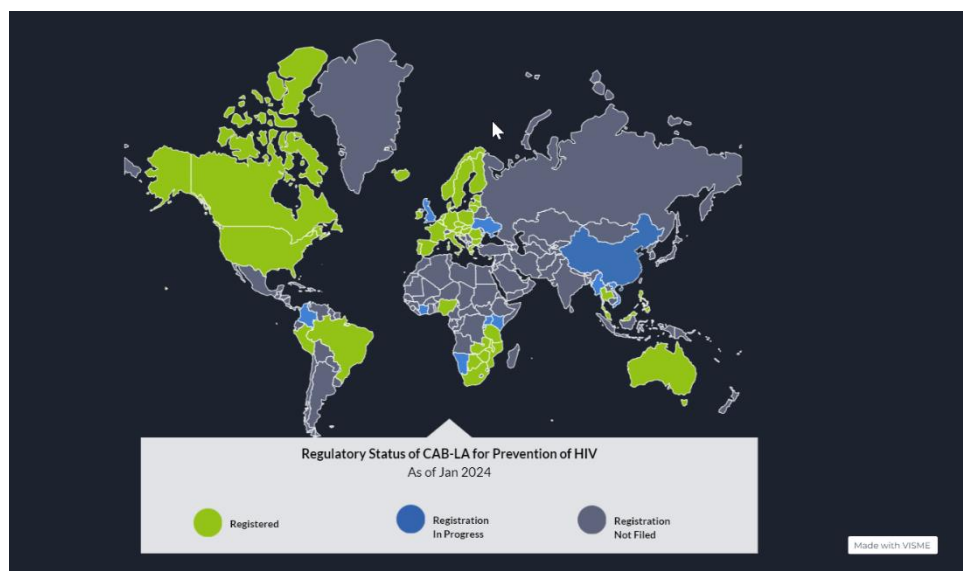 Regulatory Status of CAB-LA for Prevention of HIV
As of Jan 2024
Registered
Registration
In Progress
Registration
Not Filed
Made with VISME